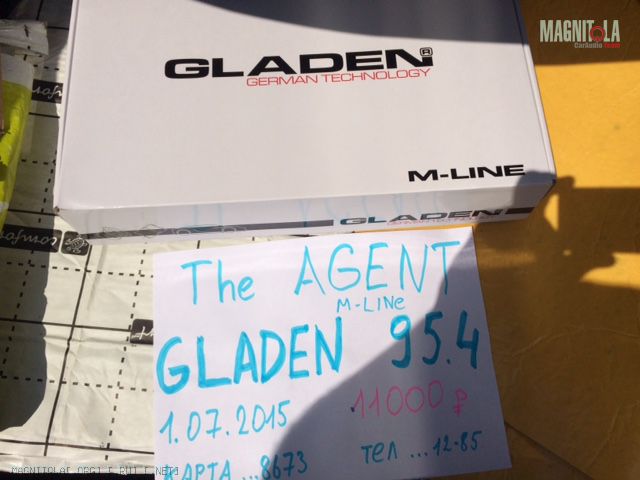 MAGNITOLA
CarAudio Team
GLADEN®
GERMAN TECHNOLOGY
M-LINE
GLADEN
comfor
The AGENT
M-LINe
GLADEN 95.4
1.07.2015
11000 ₽
КАРТА ...8673
тел ...12-85